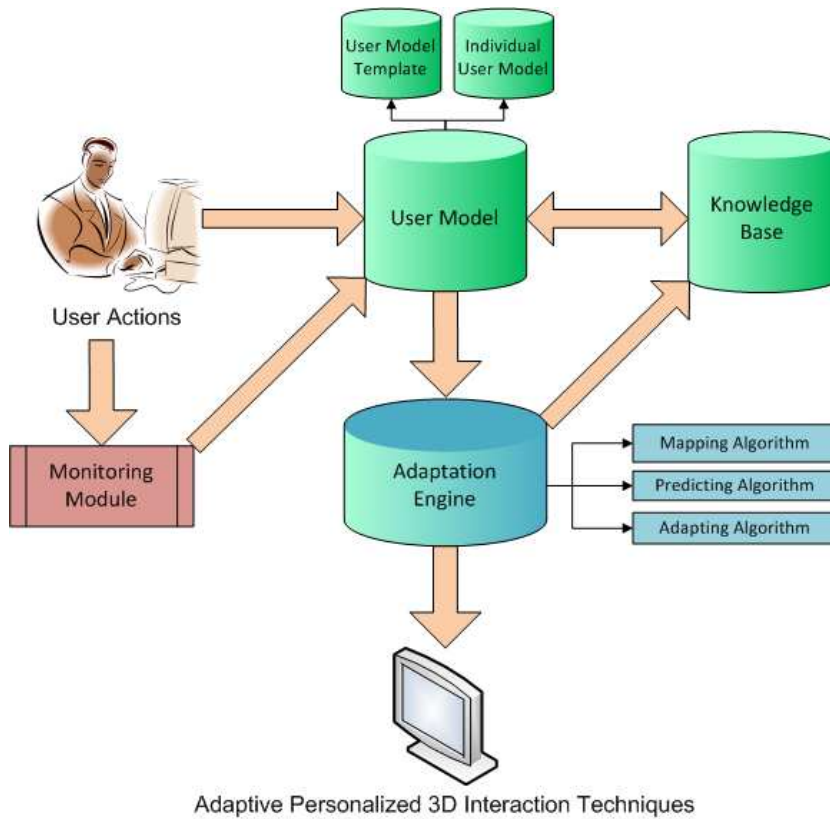 User Model
Template
Individual
User Model
User Model
Knowledge
Base
User Actions
Monitoring
Module
Adaptation
Engine
Mapping Algorithm
Predicting Algorithm
Adapting Algorithm
Adaptive Personalized 3D Interaction Techniques